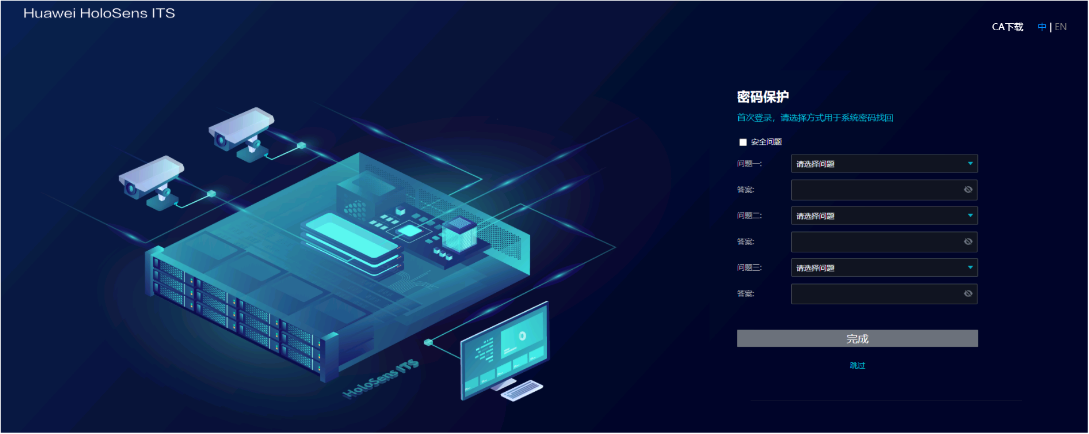 Huawei HoloSens ITS
CA下载 中 | EN
密码保护
首次登录，请选择方式用于系统密码找回
安全问题
问题一: 请选择问题
答案:
问题二: 请选择问题
答案:
问题三: 请选择问题
答案:
完成
跳过
HoloSens ITS